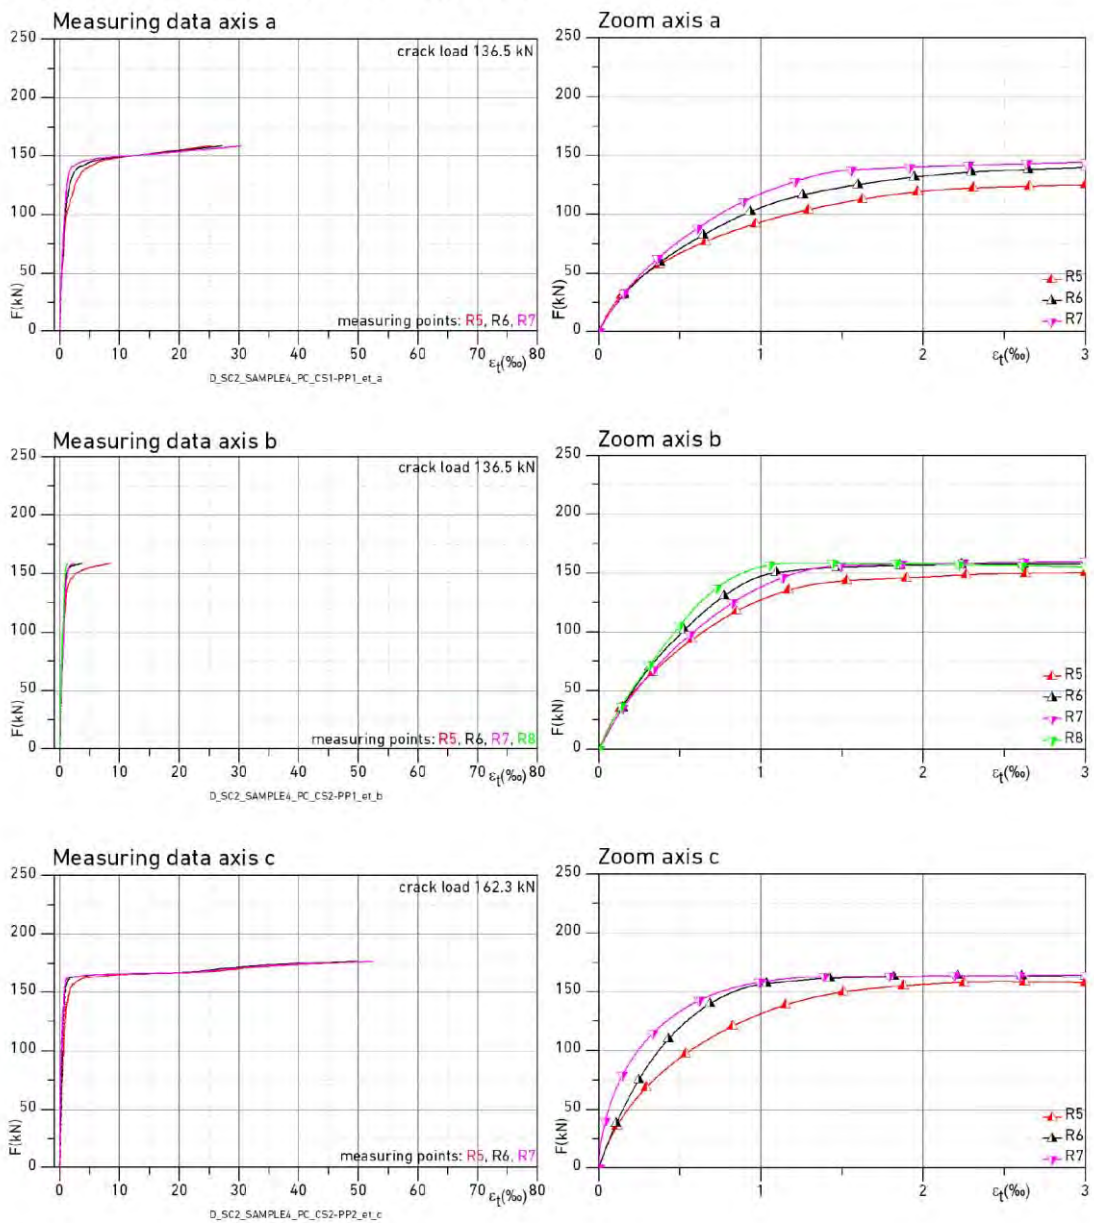 Measuring data axis a
250
crack load 136.5 kN
200
150
100
50
F(kN)
0
measuring points: R5, R6, R7
0 10 20 30 40 50 60 70 80
εt(‰)
D_SC2_SAMPLE4_PC_CS1-PP1_et_a
Zoom axis a
250
200
150
100
50
F(kN)
0
R5
R6
R7
0 1 2 3
εt(‰)
Measuring data axis b
250
crack load 136.5 kN
200
150
100
50
F(kN)
0
measuring points: R5, R6, R7, R8
0 10 20 30 40 50 60 70 80
εt(‰)
D_SC2_SAMPLE4_PC_CS2-PP1_et_b
Zoom axis b
250
200
150
100
50
F(kN)
0
R5
R6
R7
R8
0 1 2 3
εt(‰)
Measuring data axis c
250
crack load 162.3 kN
200
150
100
50
F(kN)
0
measuring points: R5, R6, R7
0 10 20 30 40 50 60 70 80
εt(‰)
D_SC2_SAMPLE4_PC_CS2-PP2_et_c
Zoom axis c
250
200
150
100
50
F(kN)
0
R5
R6
R7
0 1 2 3
εt(‰)